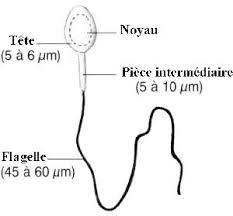 Noyau
Tête
(5 à 6 µm)
Pièce intermédiaire
(5 à 10 µm)
Flagelle
(45 à 60 µm)